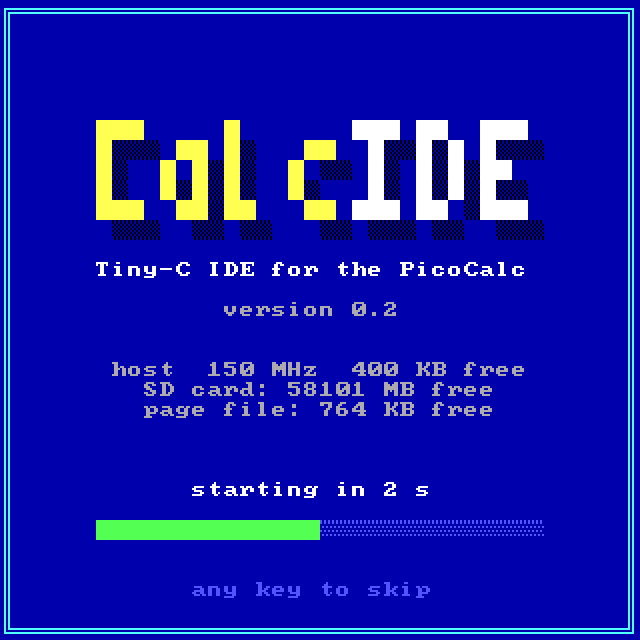 CalcIDE
Tiny-C IDE for the PicoCalc
version 0.2
host  150 MHz  400 KB free
SD card: 58101 MB free
page file: 764 KB free
starting in 2 s
any key to skip